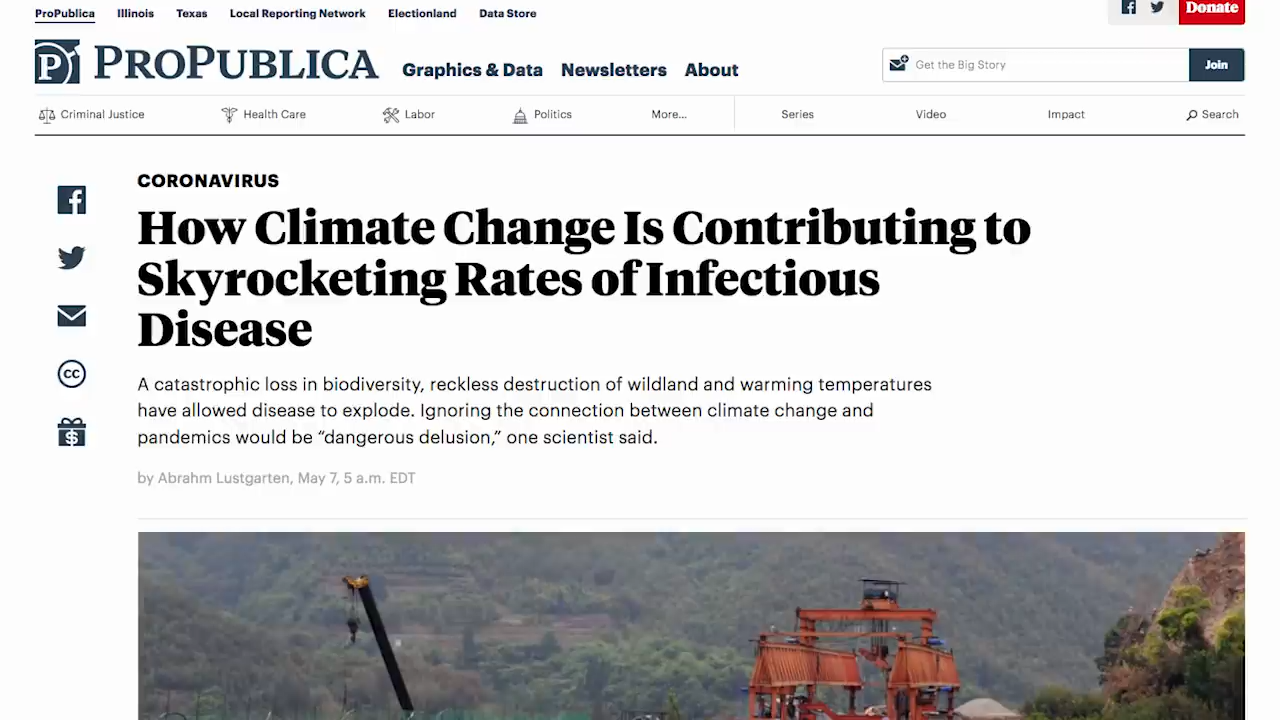 ProPublica Illinois Texas Local Reporting Network Electionland Data Store
Donate
P PROPUBLICA Graphics & Data Newsletters About Get the Big Story Join
Criminal Justice Health Care Labor Politics More... Series Video Impact Search
CORONAVIRUS
How Climate Change Is Contributing to
Skyrocketing Rates of Infectious
Disease
A catastrophic loss in biodiversity, reckless destruction of wildland and warming temperatures
have allowed disease to explode. Ignoring the connection between climate change and
pandemics would be “dangerous delusion,” one scientist said.
by Abrahm Lustgarten, May 7, 5 a.m. EDT
cc
$